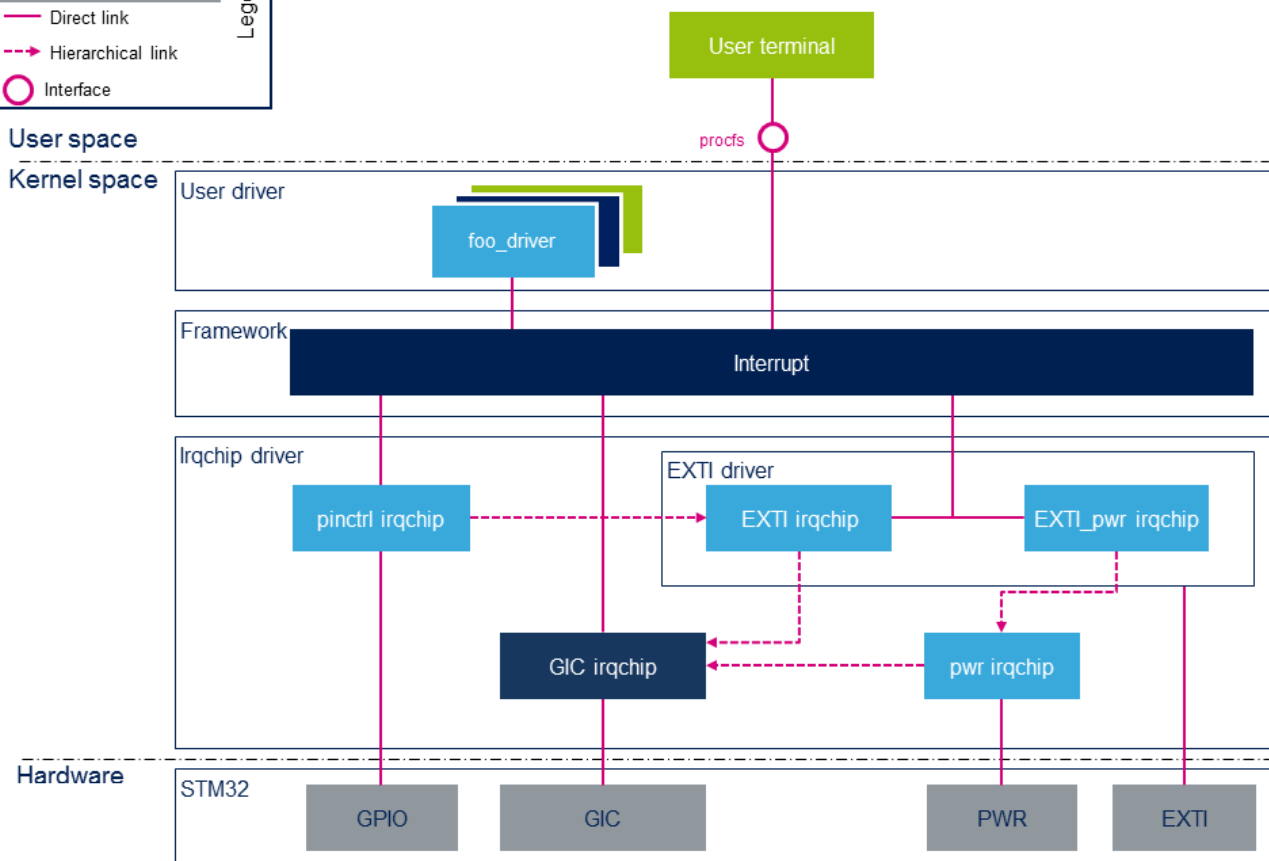 Direct link
Hierarchical link
Interface
User terminal
User space
procfs
Kernel space
User driver
foo_driver
Framework
Interrupt
Irqchip driver
EXTI driver
pinctrl irqchip
EXTI irqchip
EXTI_pwr irqchip
GIC irqchip
pwr irqchip
Hardware
STM32
GPIO
GIC
PWR
EXTI